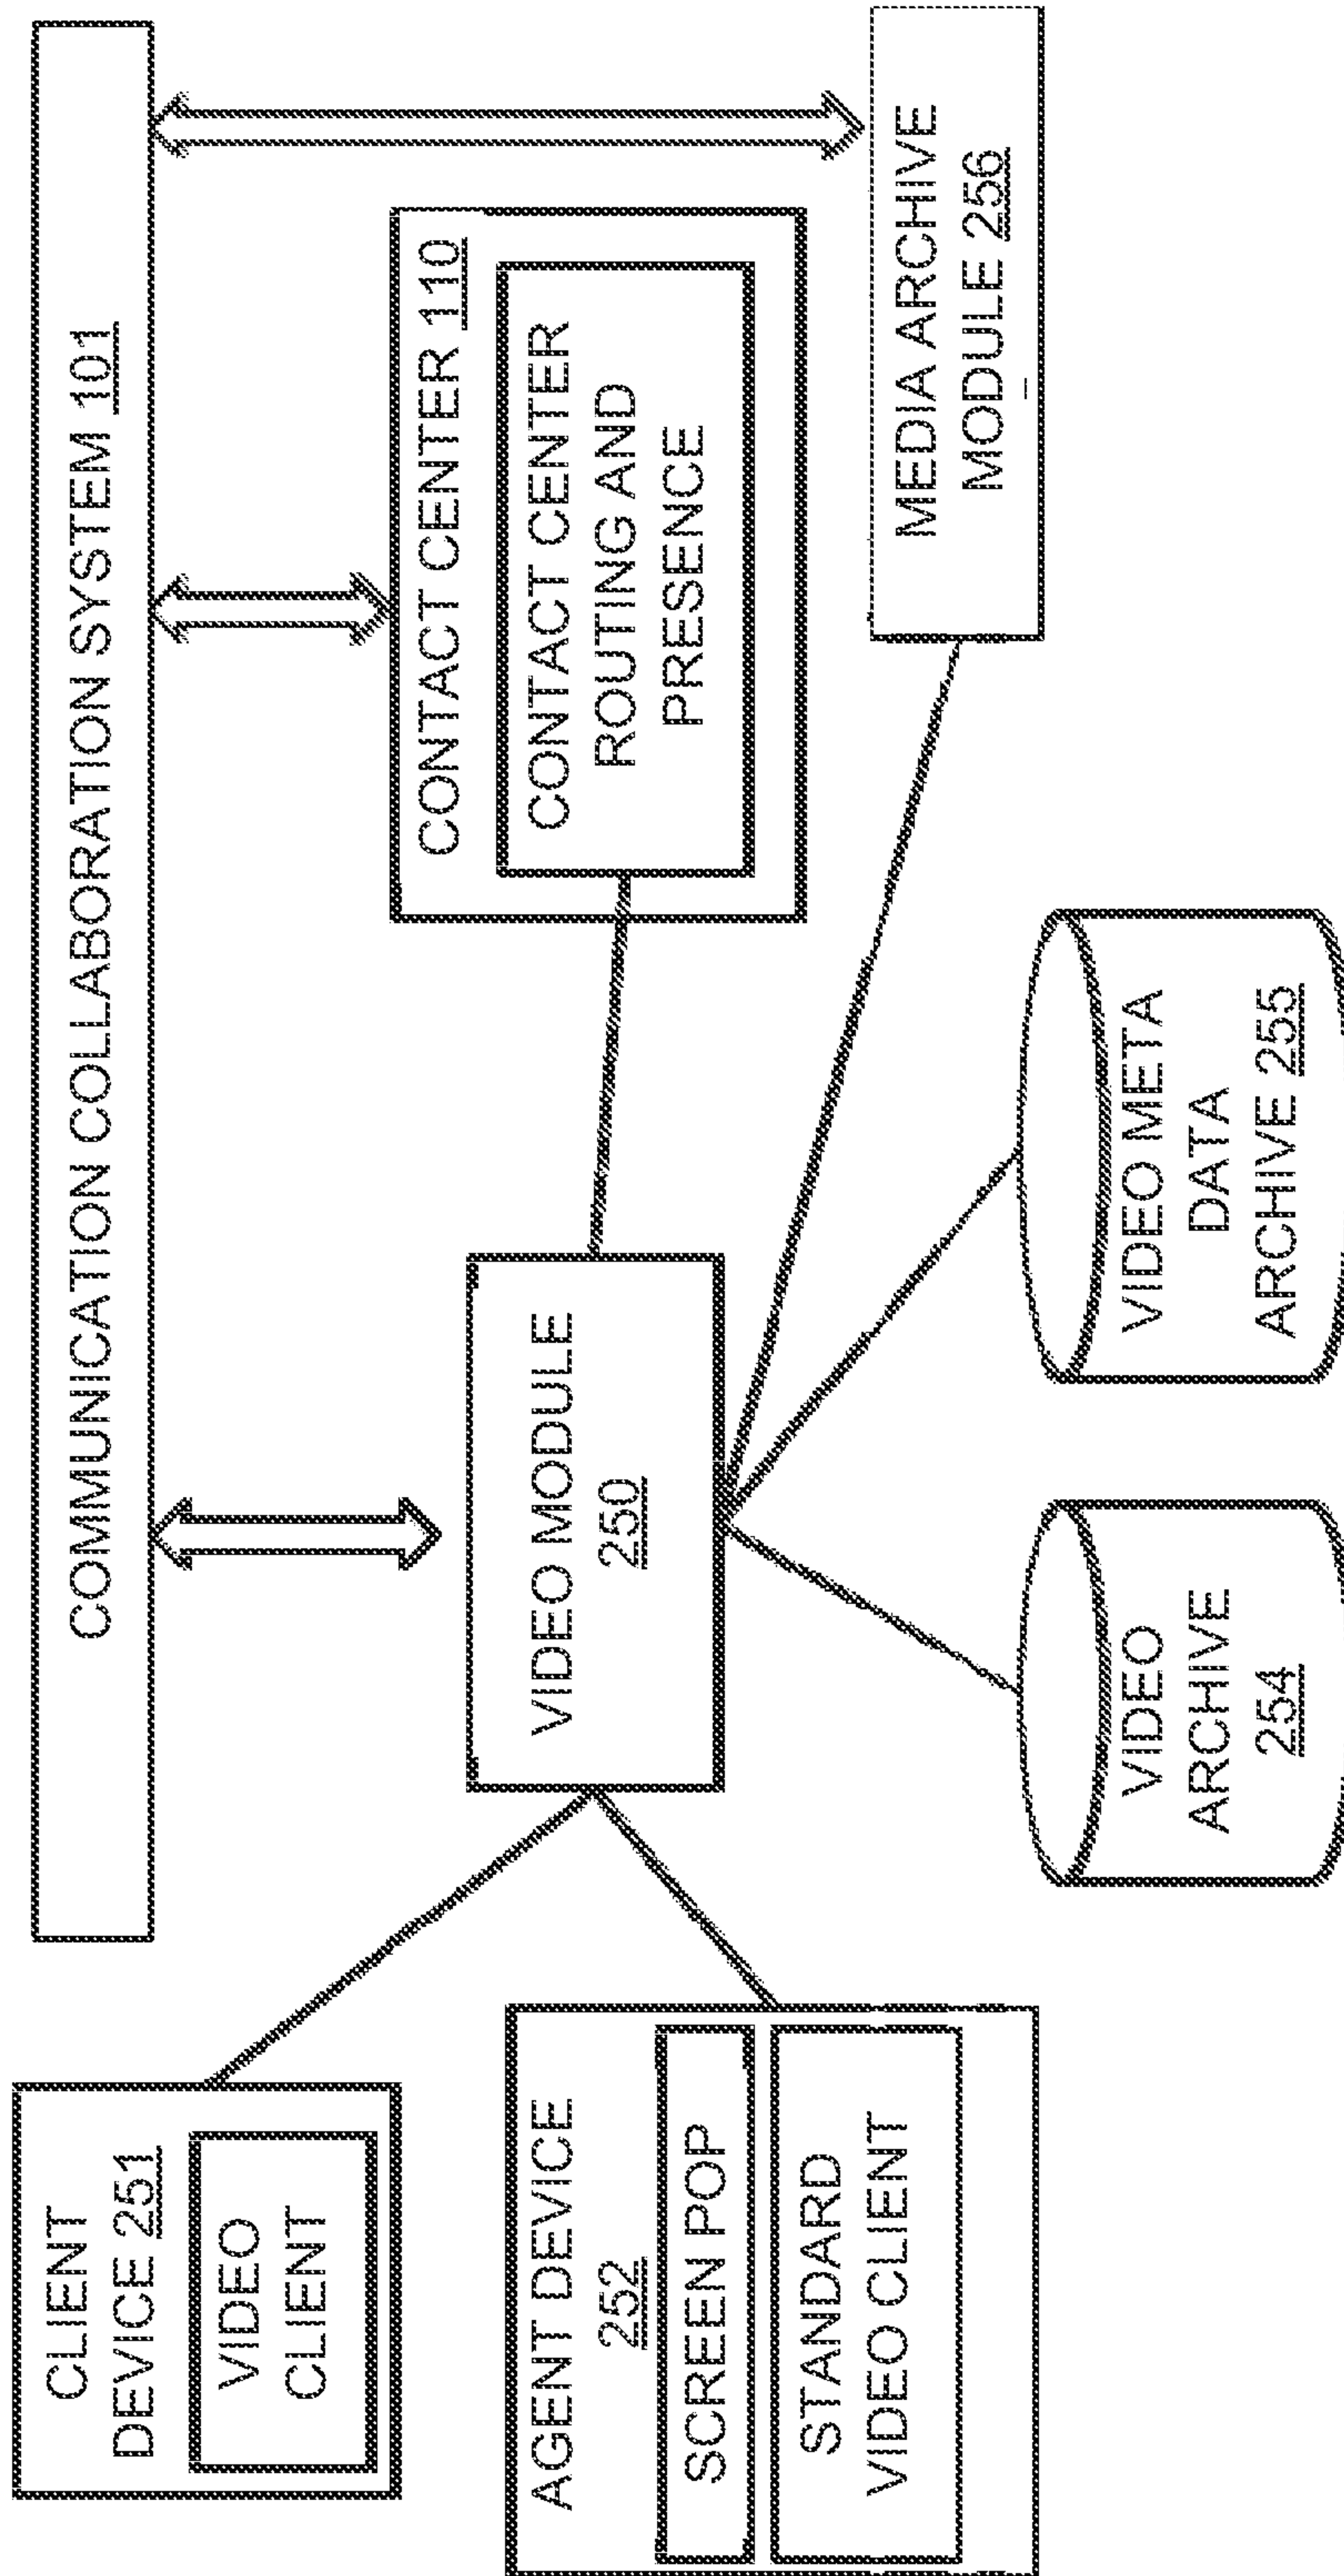 COMMUNICATION COLLABORATION SYSTEM 101
CLIENT
DEVICE 251
VIDEO
CLIENT
AGENT DEVICE
252
SCREEN POP
STANDARD
VIDEO CLIENT
VIDEO MODULE
250
CONTACT CENTER 110
CONTACT CENTER
ROUTING AND
PRESENCE
VIDEO
ARCHIVE
254
VIDEO META
DATA
ARCHIVE 255
MEDIA ARCHIVE
MODULE 256